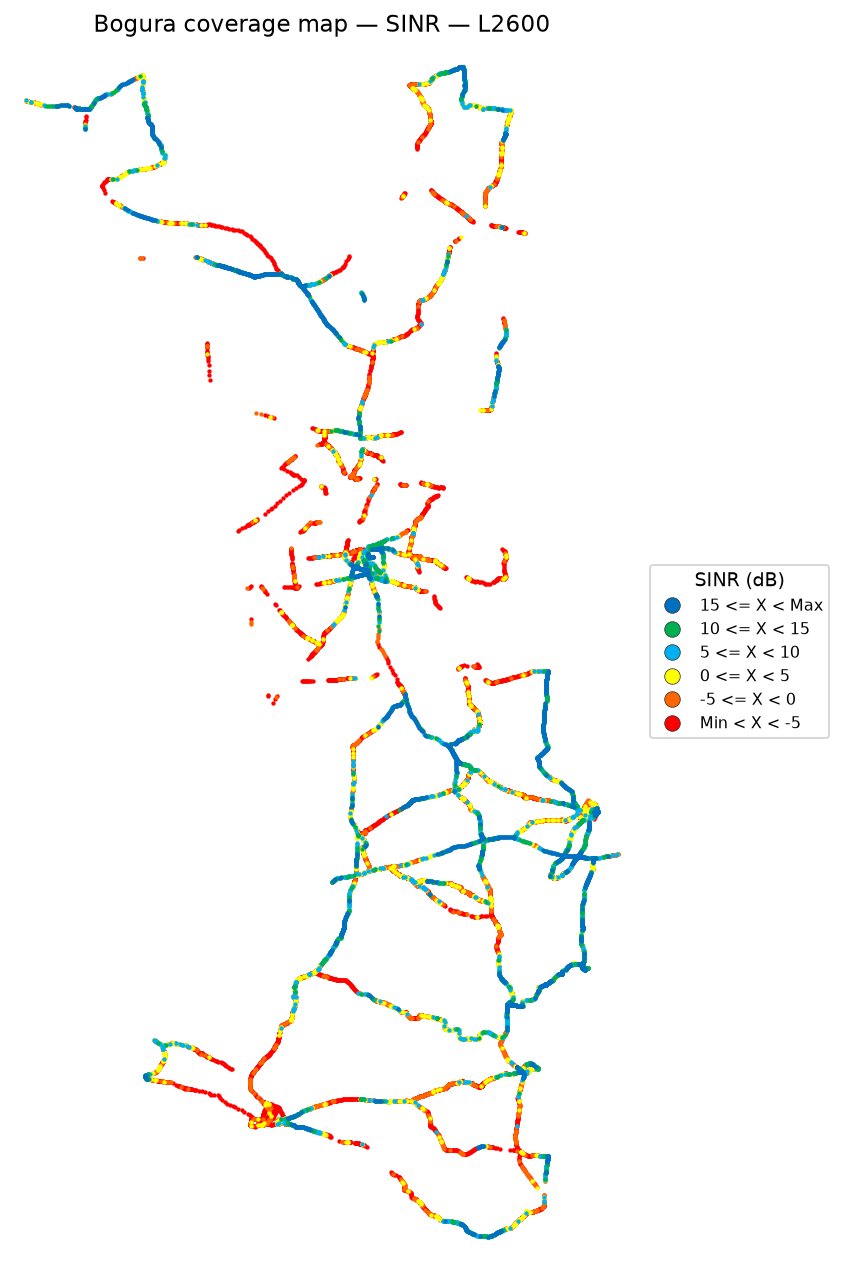 Bogura coverage map — SINR — L2600
SINR (dB)
15 <= X < Max
10 <= X < 15
5 <= X < 10
0 <= X < 5
-5 <= X < 0
Min < X < -5